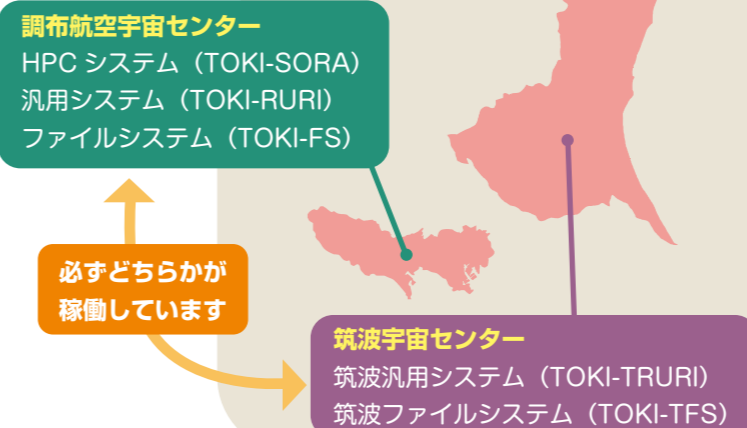 調布航空宇宙センター
HPC システム（TOKI-SORA）
汎用システム（TOKI-RURI）
ファイルシステム（TOKI-FS）
必ずどちらかが
稼働しています
筑波宇宙センター
筑波汎用システム（TOKI-TRURI）
筑波ファイルシステム（TOKI-TFS）